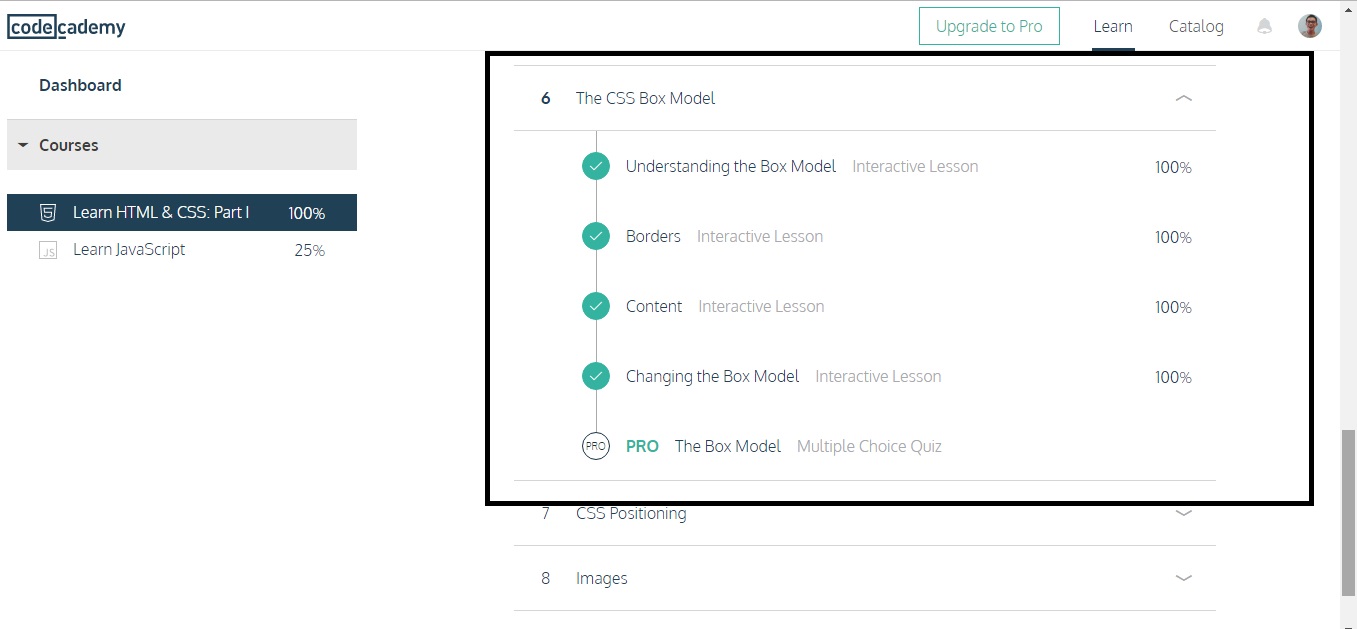 codecademy
Upgrade to Pro
Learn
Catalog
Dashboard
Courses
5 Learn HTML & CSS: Part I 100%
JS Learn JavaScript 25%
6 The CSS Box Model
Understanding the Box Model Interactive Lesson 100%
Borders Interactive Lesson 100%
Content Interactive Lesson 100%
Changing the Box Model Interactive Lesson 100%
PRO PRO The Box Model Multiple Choice Quiz
7 CSS Positioning
8 Images